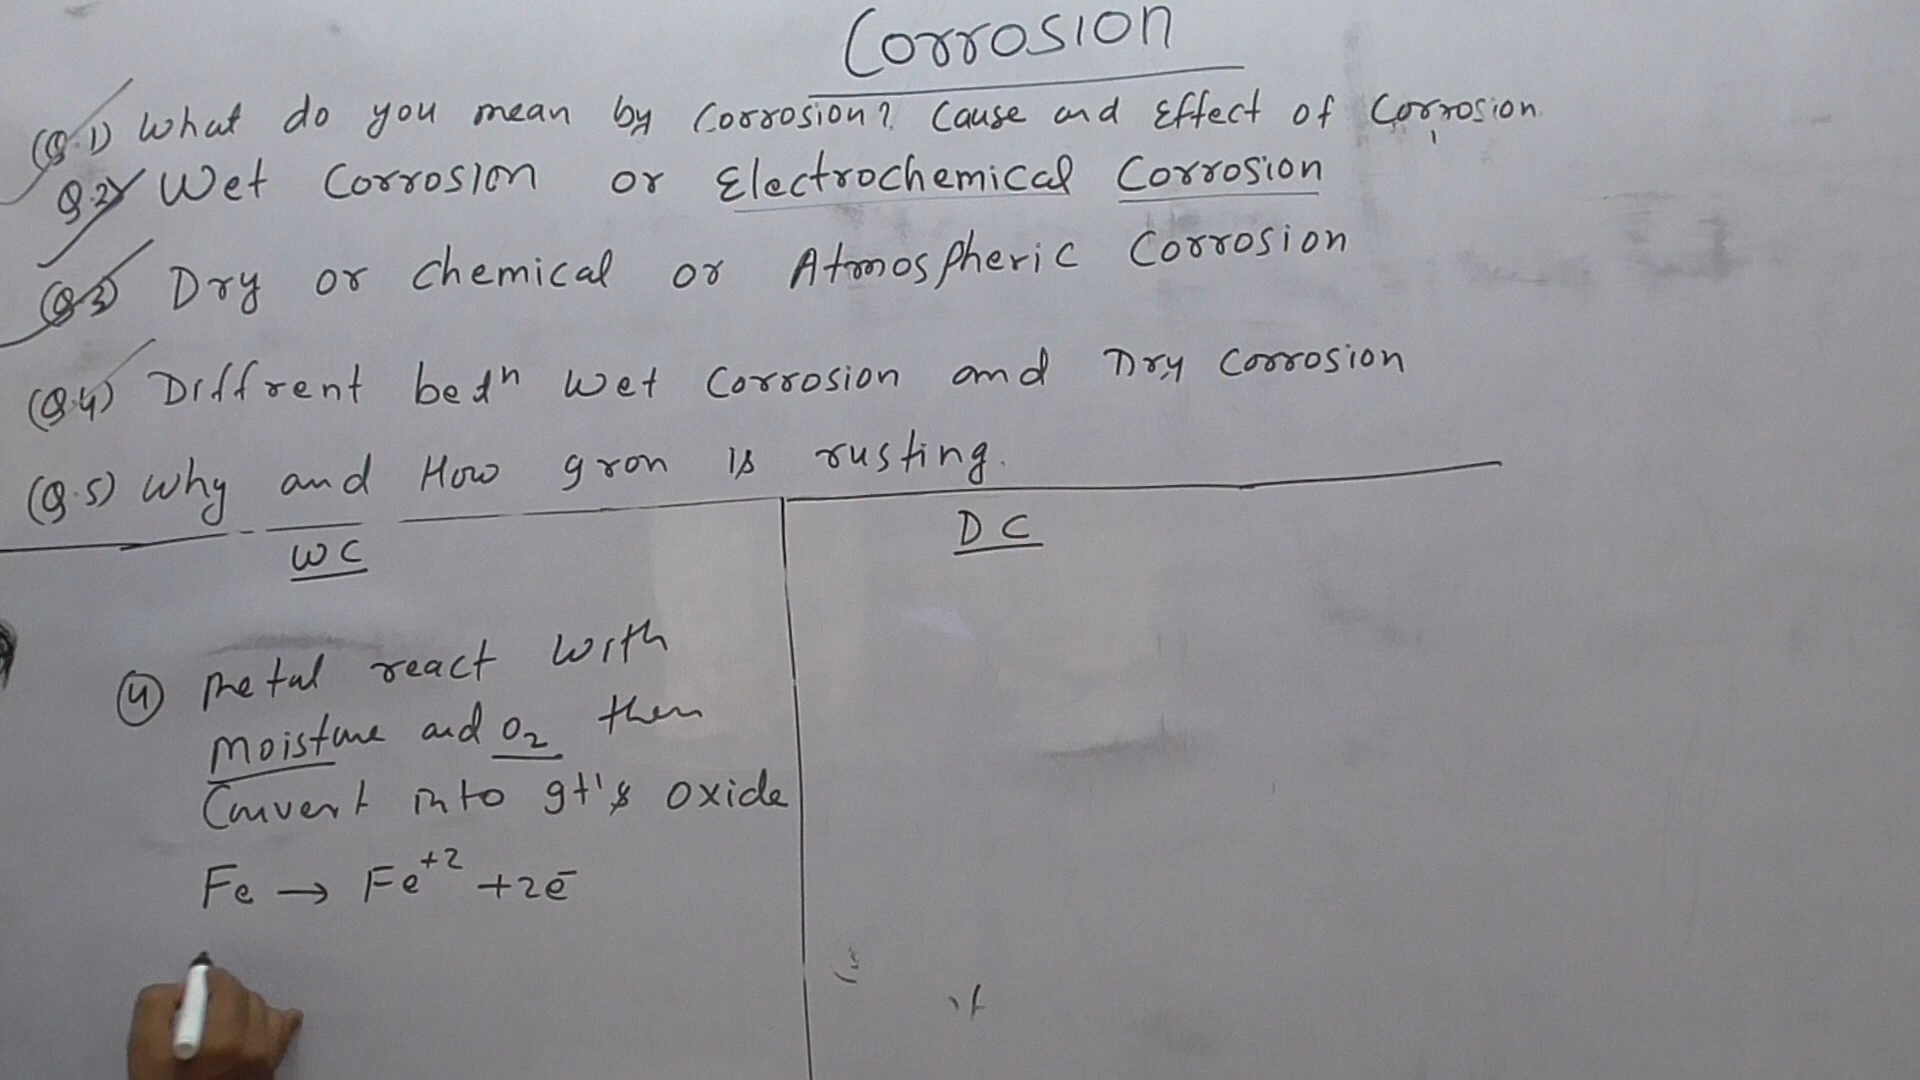 Corrosion
(Q.1) What do you mean by Corrosion? Cause and Effect of Corrosion
Q.2) Wet Corrosion or Electrochemical Corrosion
(Q3) Dry or chemical or Atmospheric Corrosion
(Q.4) Diffrent betn Wet Corrosion and Dry Corrosion
(Q.5) Why and How Iron is rusting.
WC
DC
(4) Metal react with
moisture and O2 then
Convert into It's oxide
Fe → Fe+2 +2e-